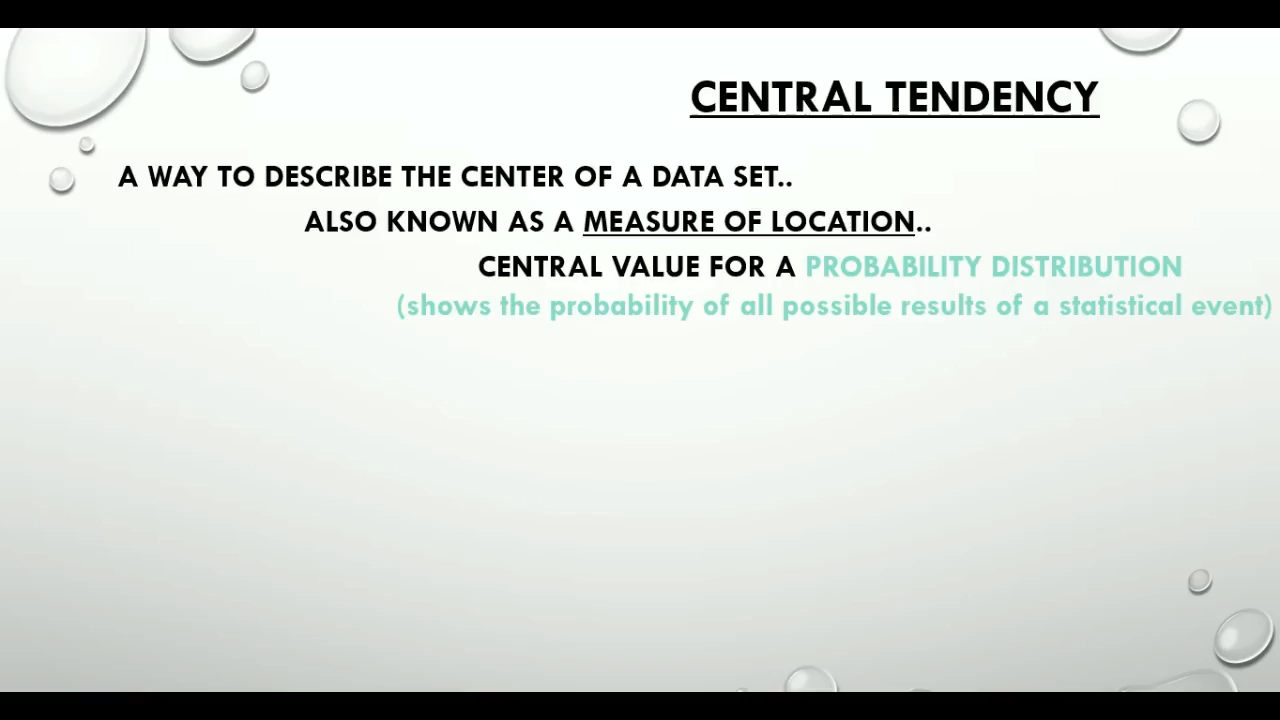 CENTRAL TENDENCY
A WAY TO DESCRIBE THE CENTER OF A DATA SET..
ALSO KNOWN AS A MEASURE OF LOCATION..
CENTRAL VALUE FOR A PROBABILITY DISTRIBUTION
(shows the probability of all possible results of a statistical event)